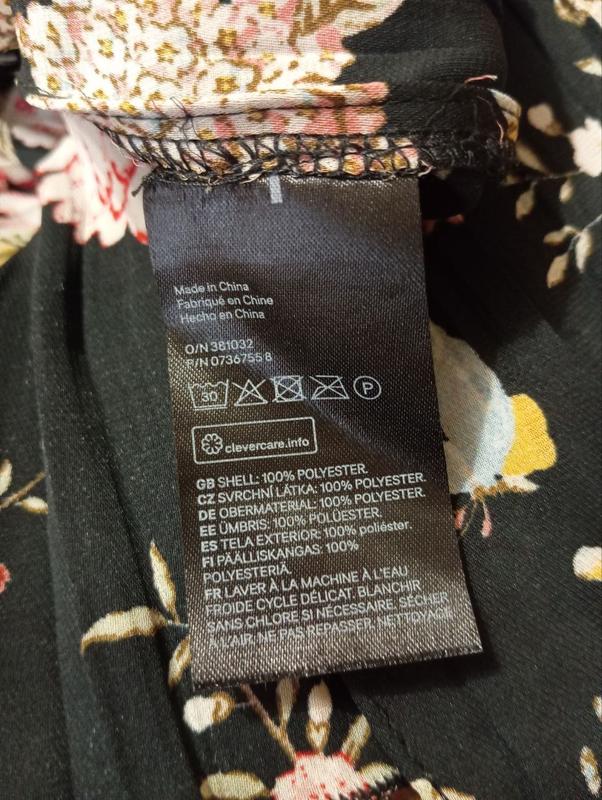 Made in China
Fabriqué en Chine
Hecho en China
O/N 381032
P/N 0736755 8
30 P
clevercare.info
GB SHELL: 100% POLYESTER.
CZ SVRCHNÍ LÁTKA: 100% POLYESTER.
DE OBERMATERIAL: 100% POLYESTER.
EE ÜMBRIS: 100% POLÜESTER.
ES TELA EXTERIOR: 100% poliéster.
FI PÄÄLLISKANGAS: 100%
POLYESTERIÄ.
FR LAVER À LA MACHINE À L'EAU
FROIDE CYCLE DÉLICAT. BLANCHIR
SANS CHLORE SI NÉCESSAIRE. SÉCHER
À L'AIR. NE PAS REPASSER. NETTOYAGE